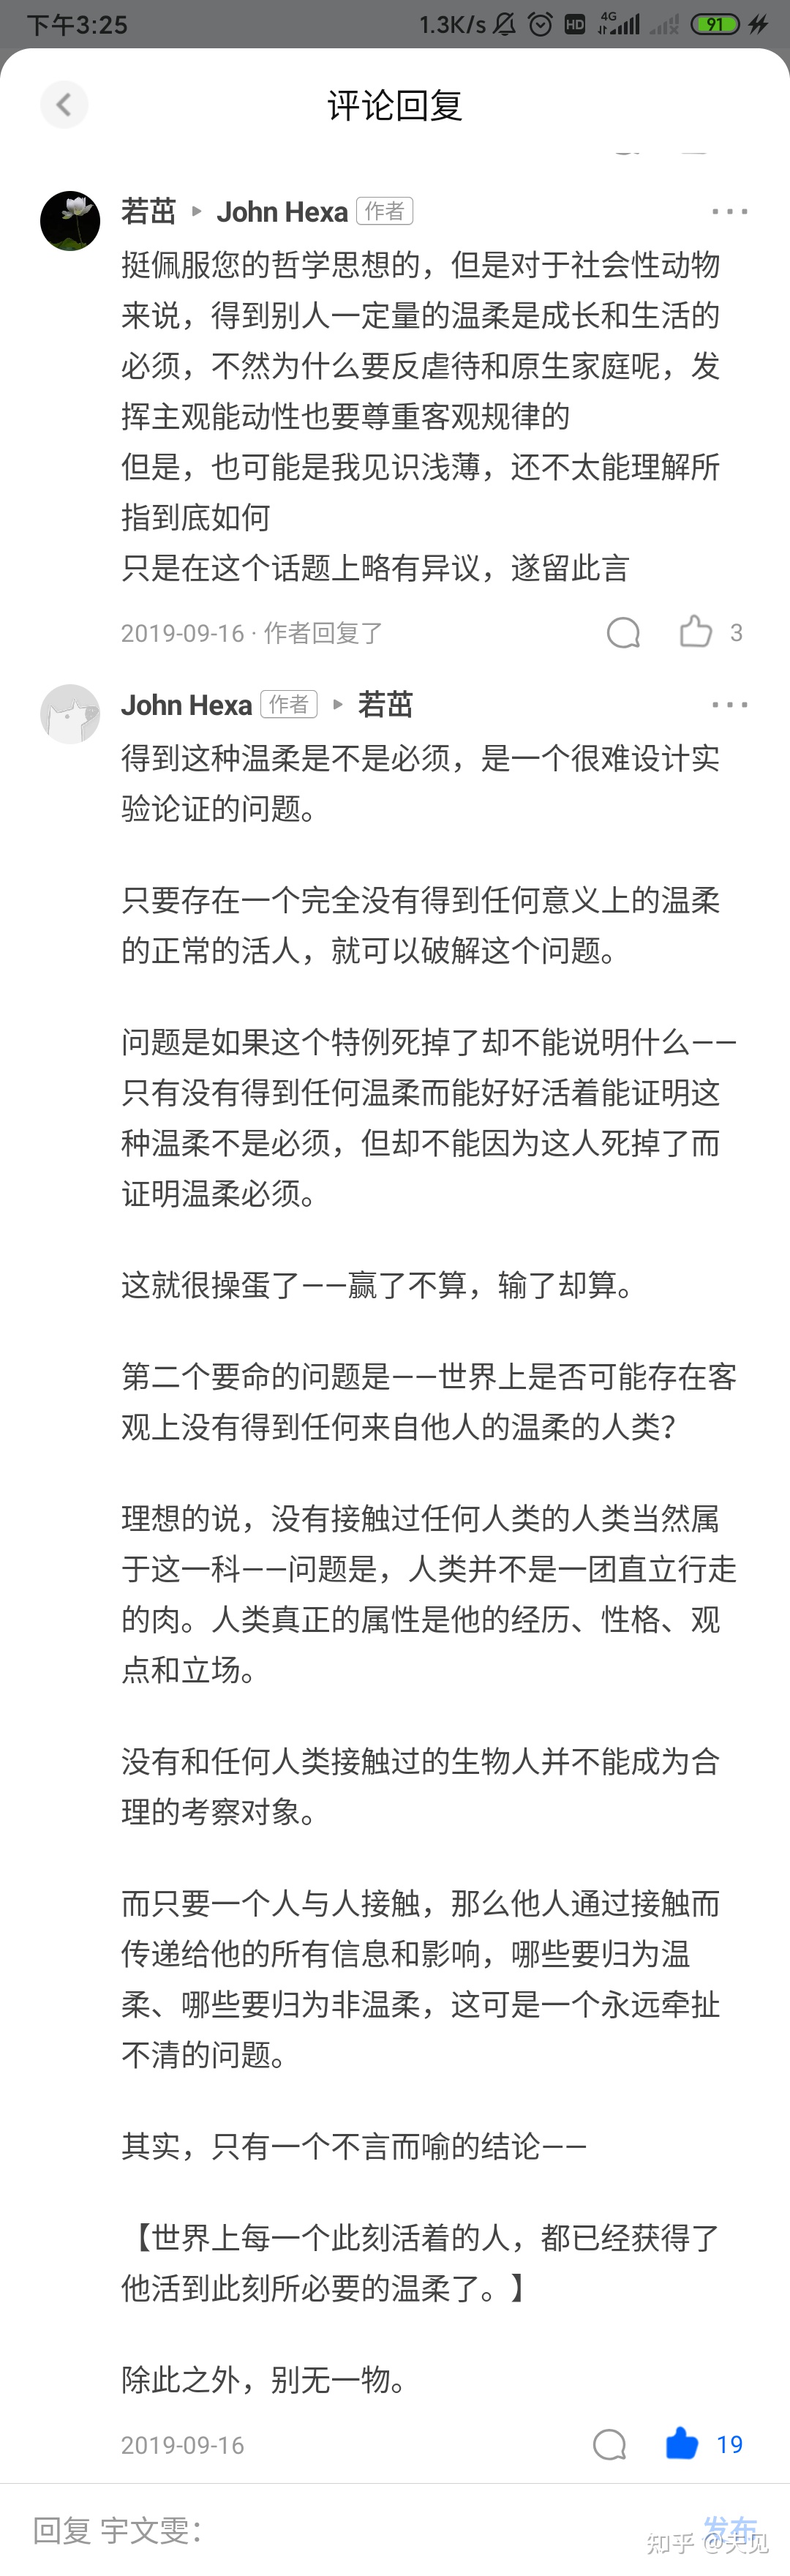 下午3:25
1.3K/s
HD
4G
91
评论回复
若茁 ▸ John Hexa 作者
挺佩服您的哲学思想的，但是对于社会性动物
来说，得到别人一定量的温柔是成长和生活的
必须，不然为什么要反虐待和原生家庭呢，发
挥主观能动性也要尊重客观规律的
但是，也可能是我见识浅薄，还不太能理解所
指到底如何
只是在这个话题上略有异议，遂留此言
2019-09-16 · 作者回复了
3
John Hexa 作者 ▸ 若茁
得到这种温柔是不是必须，是一个很难设计实
验论证的问题。
只要存在一个完全没有得到任何意义上的温柔
的正常的活人，就可以破解这个问题。
问题是如果这个特例死掉了却不能说明什么——
只有没有得到任何温柔而能好好活着能证明这
种温柔不是必须，但却不能因为这人死掉了而
证明温柔必须。
这就很操蛋了——赢了不算，输了却算。
第二个要命的问题是——世界上是否可能存在客
观上没有得到任何来自他人的温柔的人类？
理想的说，没有接触过任何人类的人类当然属
于这一科——问题是，人类并不是一团直立行走
的肉。人类真正的属性是他的经历、性格、观
点和立场。
没有和任何人类接触过的生物人并不能成为合
理的考察对象。
而只要一个人与人接触，那么他人通过接触而
传递给他的所有信息和影响，哪些要归为温
柔、哪些要归为非温柔，这可是一个永远牵扯
不清的问题。
其实，只有一个不言而喻的结论——
【世界上每一个此刻活着的人，都已经获得了
他活到此刻所必要的温柔了。】
除此之外，别无一物。
2019-09-16
19
回复 宇文雯：
发布
知乎